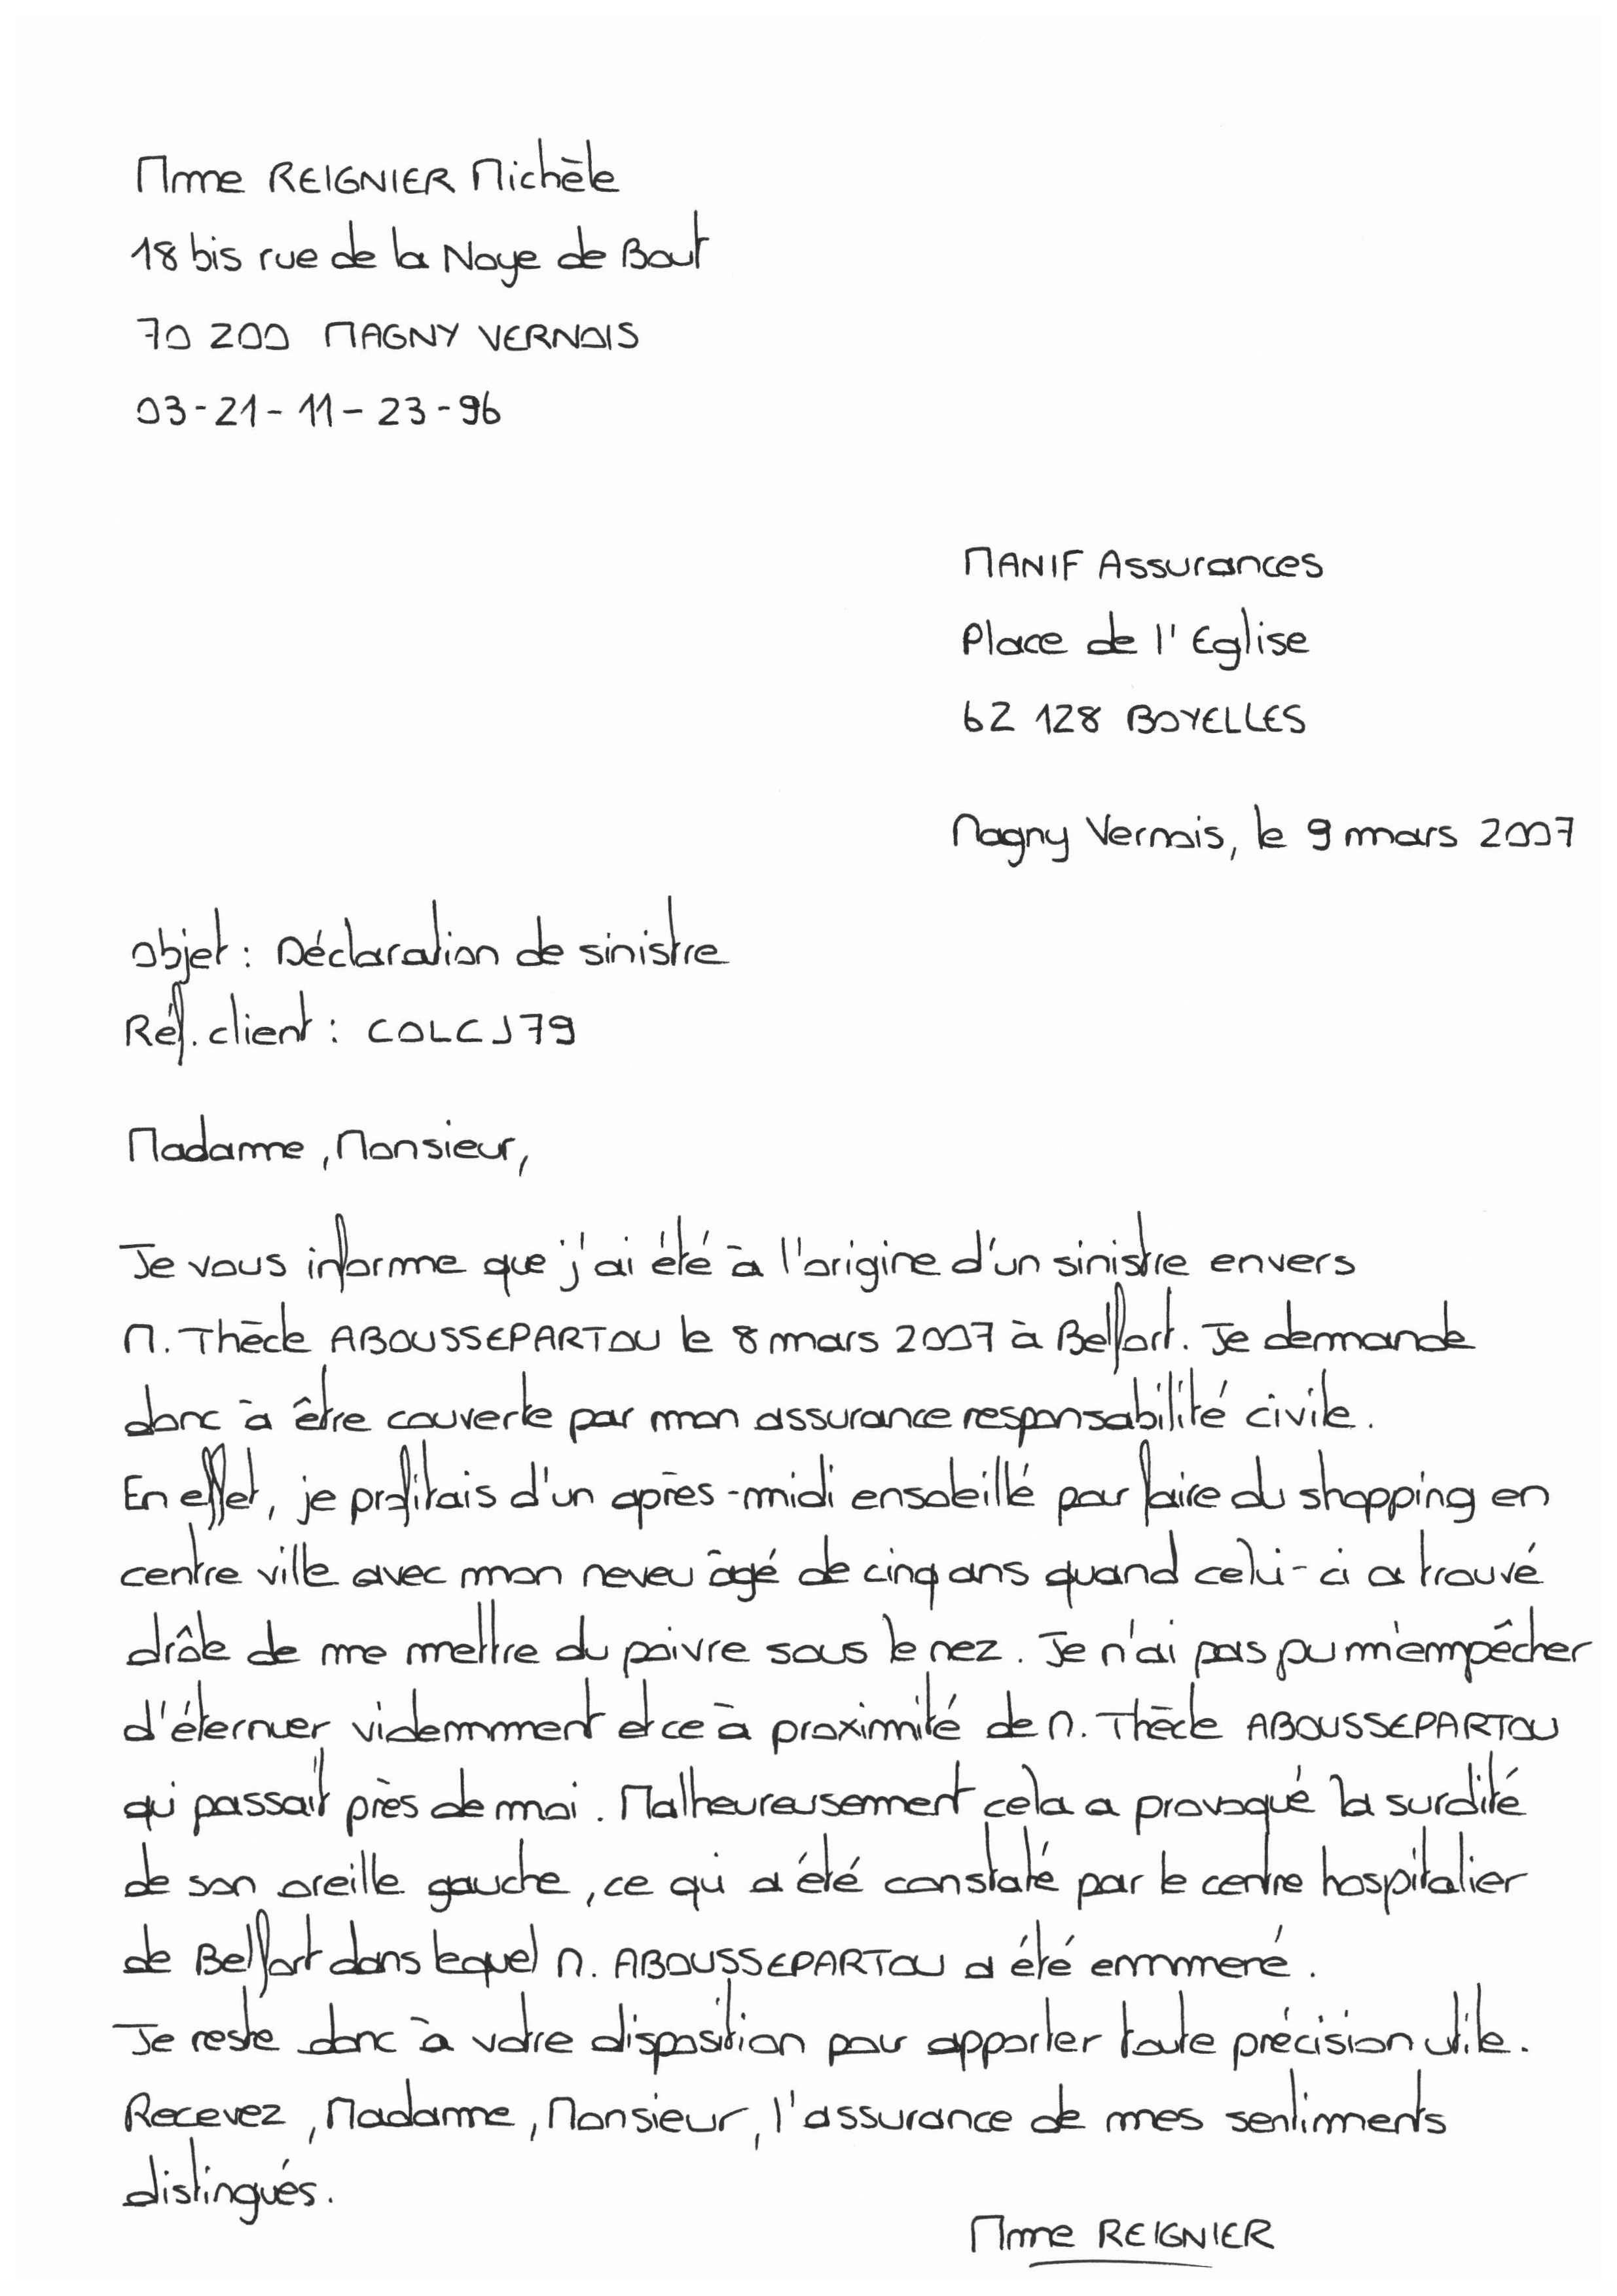 Mme REIGNIER Michèle
18 bis rue de la Noye de Bout
70 200 MAGNY VERNOIS
03-21-11-23-96
MANIF Assurances
Place de l'Eglise
62 128 BOYELLES
Magny Vernois, le 9 mars 2007
Objet : Déclaration de sinistre
Réf. client : COLCJ79
Madame, Monsieur,
Je vous informe que j'ai été à l'origine d'un sinistre envers
M. Thècle ABOUSSEPARTOU le 8 mars 2007 à Belfort. Je demande
donc à être couverte par mon assurance responsabilité civile.
En effet, je profitais d'un après-midi ensoleillé pour faire du shopping en
centre ville avec mon neveu âgé de cinq ans quand celui-ci a trouvé
drôle de me mettre du poivre sous le nez. Je n'ai pas pu m'empêcher
d'éternuer videmment et ce à proximité de M. Thècle ABOUSSEPARTOU
qui passait près de moi. Malheureusement cela a provoqué la surdité
de son oreille gauche, ce qui a été constaté par le centre hospitalier
de Belfort dans lequel M. ABOUSSEPARTOU a été emmené.
Je reste donc à votre disposition pour apporter toute précision utile.
Recevez, Madame, Monsieur, l'assurance de mes sentiments
distingués.
Mme REIGNIER